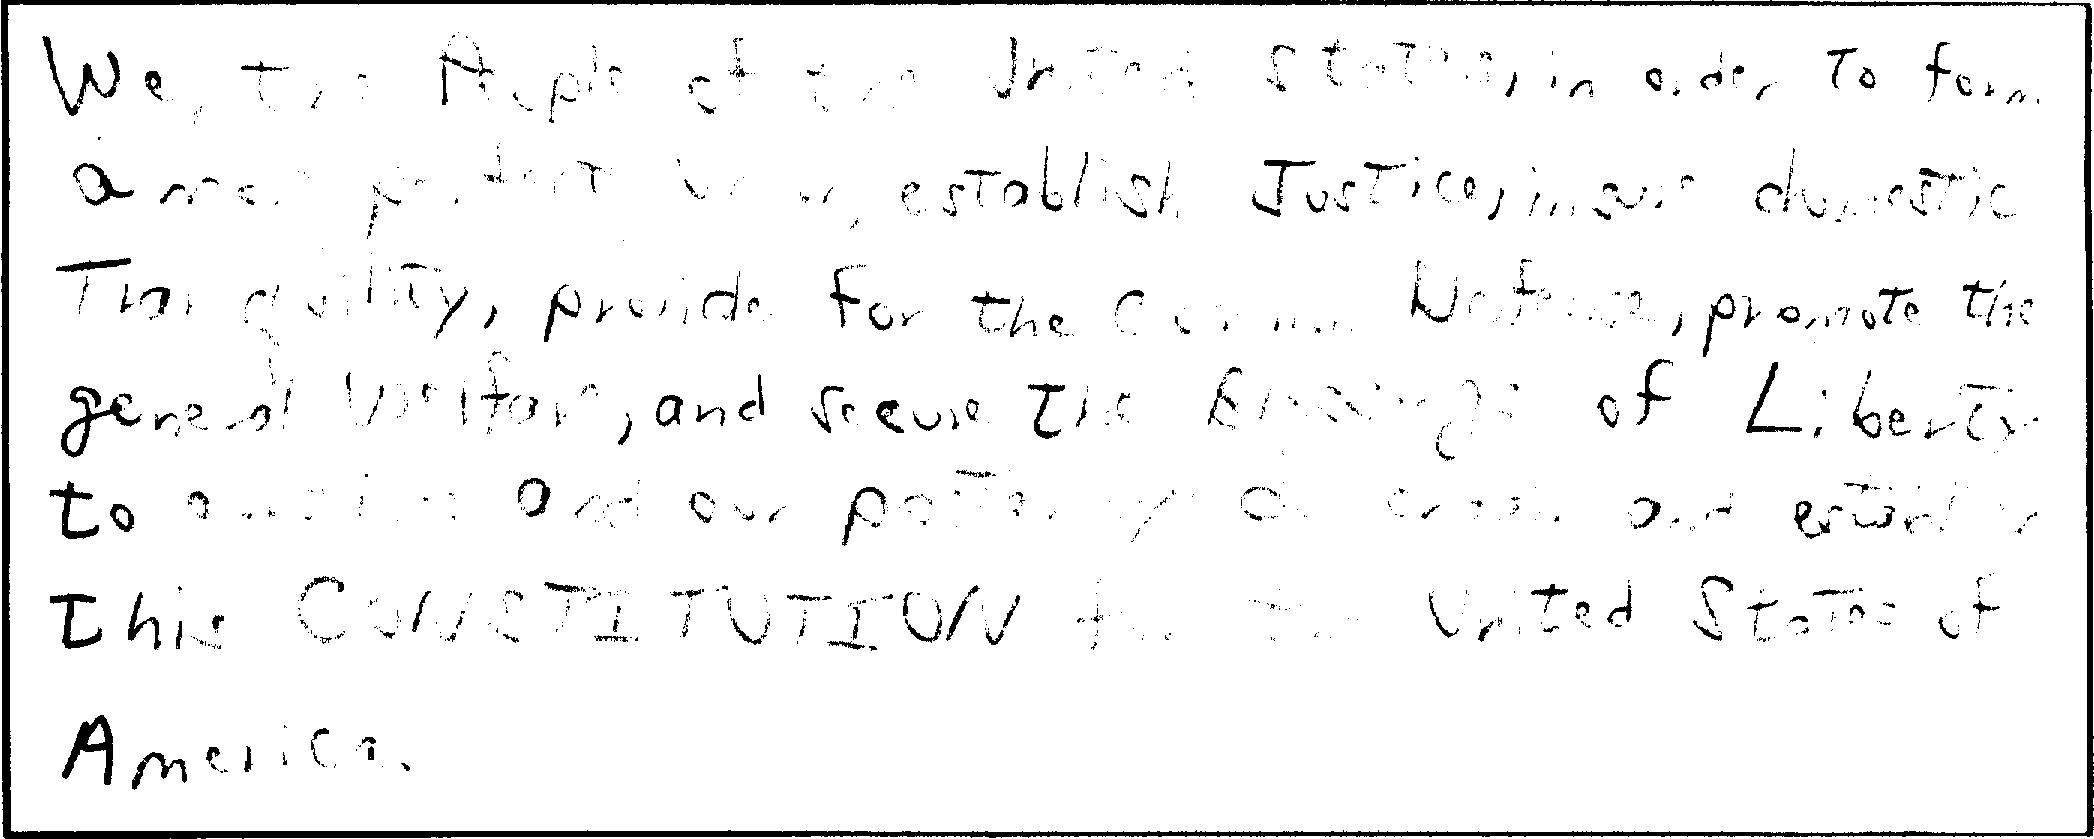 We, the People of the United States, in order to form
a more perfect Union, establish Justice, insure domestic
Tranquility, provide for the Common Defense, promote the
general Welfare, and secure the Blessings of Liberty
to ourselves and our posterity do ordain and establish
this CONSTITUTION for the United States of
America.